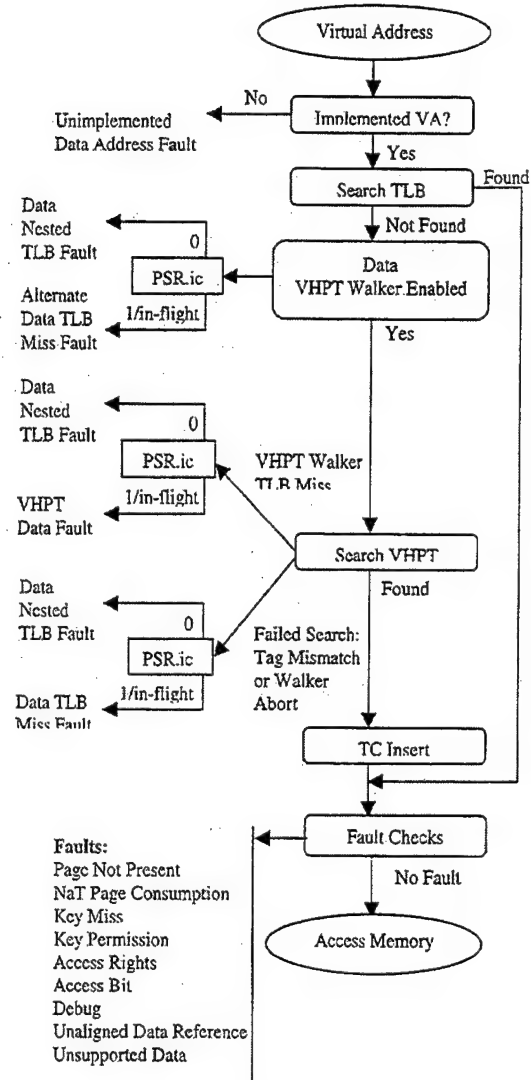 Virtual Address
No
Implemented VA?
Unimplemented
Data Address Fault
Yes
Search TLB
Found
Data
Nested
TLB Fault
0
Not Found
Data
VHPT Walker Enabled
PSR.ic
Alternate
Data TLB
Miss Fault
1/in-flight
Yes
Data
Nested
TLB Fault
0
PSR.ic
VHPT Walker
TLB Miss
1/in-flight
VHPT
Data Fault
Search VHPT
Found
Data
Nested
TLB Fault
0
PSR.ic
Failed Search:
Tag Mismatch
or Walker
Abort
1/in-flight
Data TLB
Miss Fault
TC Insert
Fault Checks
Faults:
Page Not Present
NaT Page Consumption
Key Miss
Key Permission
Access Rights
Access Bit
Debug
Unaligned Data Reference
Unsupported Data
No Fault
Access Memory